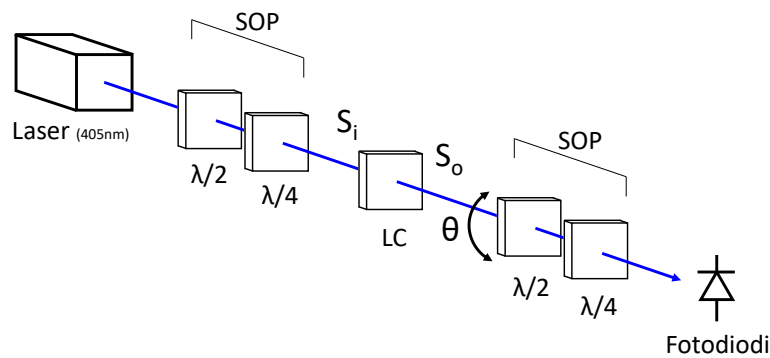 SOP
Laser (405nm)
λ/2
λ/4
Si
LC
So
θ
SOP
λ/2
λ/4
Fotodiodi